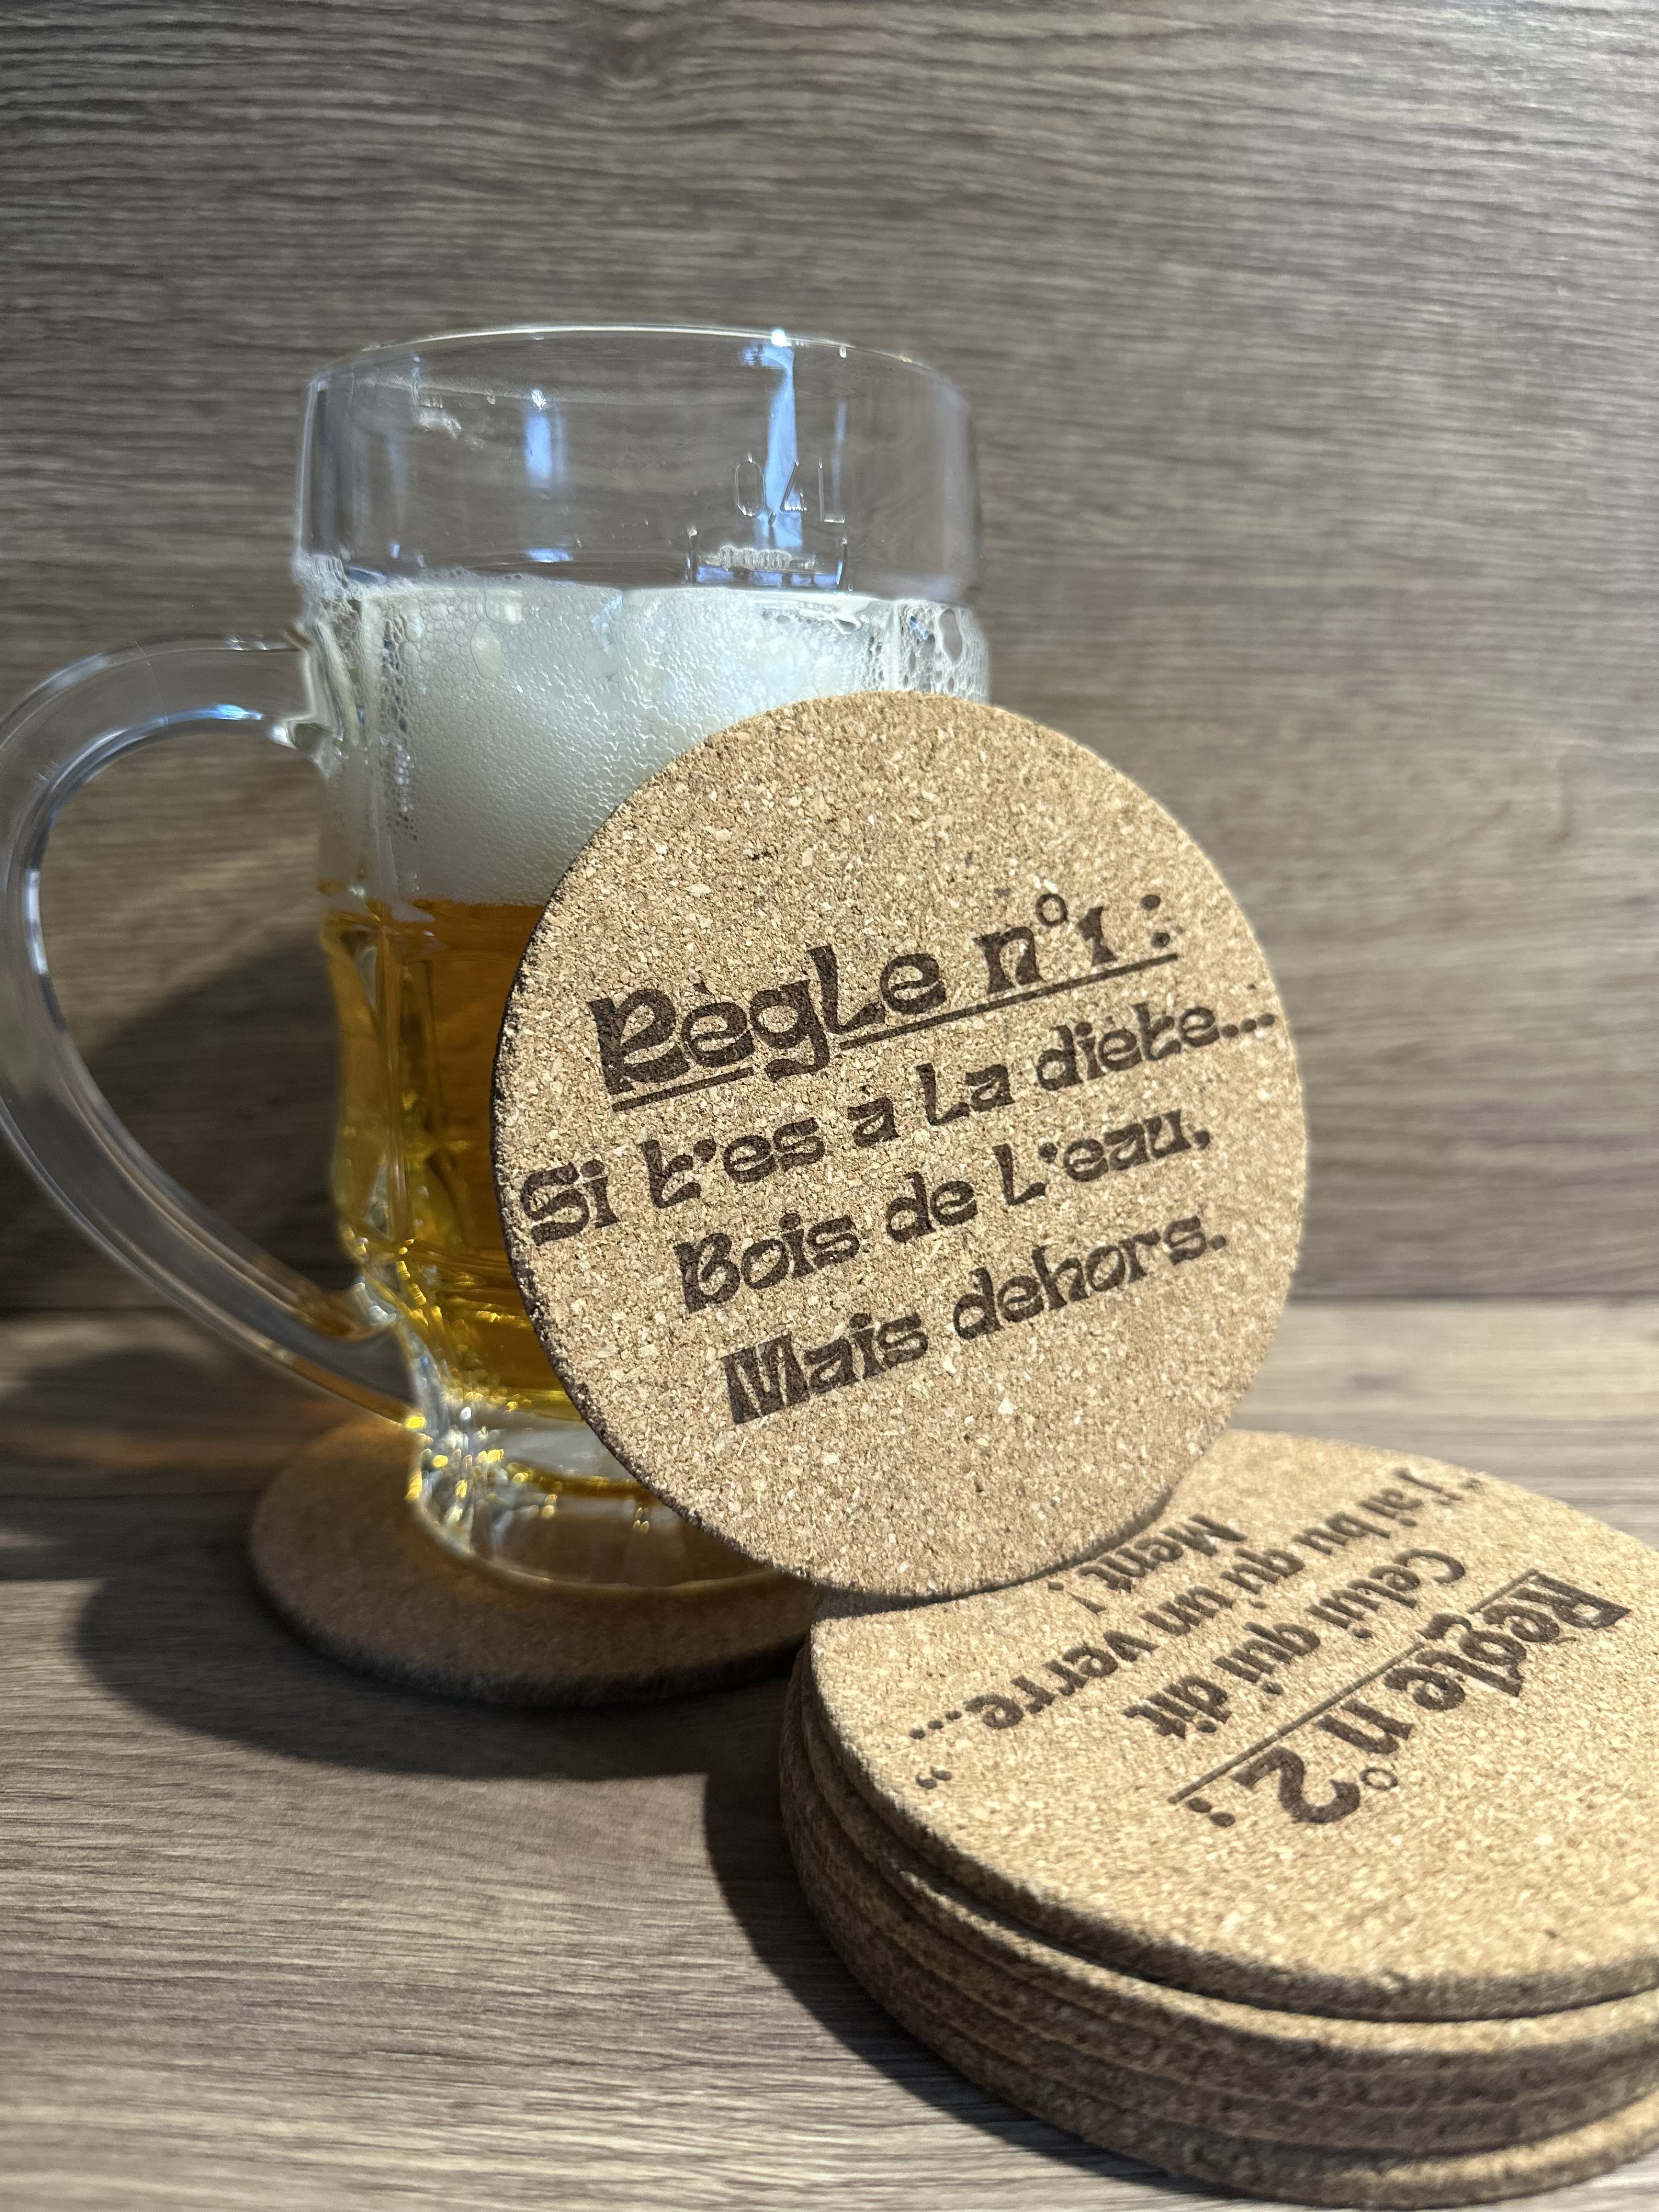 0,4L
Règle n°1 :
Si t'es a La diète...
Bois de L'eau,
Mais dehors.
Règle n°2 :
Celui qui dit
"J'ai bu qu'un verre... "
Ment !